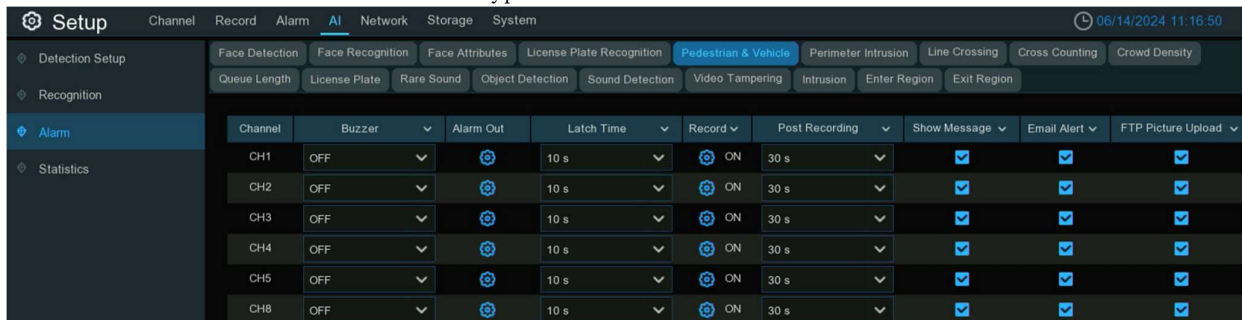 Setup Channel Record Alarm AI Network Storage System 06/14/2024 11:16:50
Detection Setup
Recognition
Alarm
Statistics
Face Detection Face Recognition Face Attributes License Plate Recognition Pedestrian & Vehicle Perimeter Intrusion Line Crossing Cross Counting Crowd Density
Queue Length License Plate Rare Sound Object Detection Sound Detection Video Tampering Intrusion Enter Region Exit Region
Channel Buzzer Alarm Out Latch Time Record Post Recording Show Message Email Alert FTP Picture Upload
CH1 OFF 10 s ON 30 s
CH2 OFF 10 s ON 30 s
CH3 OFF 10 s ON 30 s
CH4 OFF 10 s ON 30 s
CH5 OFF 10 s ON 30 s
CH8 OFF 10 s ON 30 s